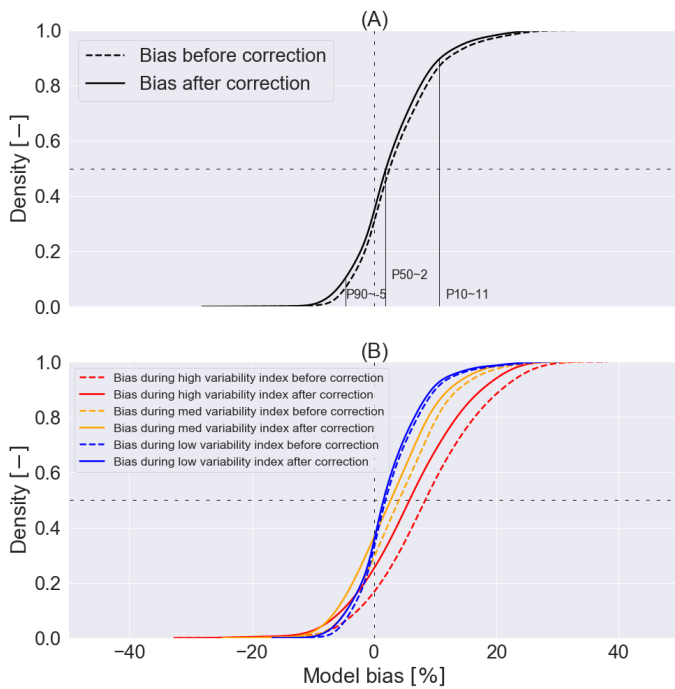 (A)
1.0
0.8
0.6
0.4
0.2
0.0
Density [−]
Bias before correction
Bias after correction
P90~-5
P50~2
P10~11
(B)
1.0
0.8
0.6
0.4
0.2
0.0
Density [−]
Bias during high variability index before correction
Bias during high variability index after correction
Bias during med variability index before correction
Bias during med variability index after correction
Bias during low variability index before correction
Bias during low variability index after correction
−40 −20 0 20 40
Model bias [%]